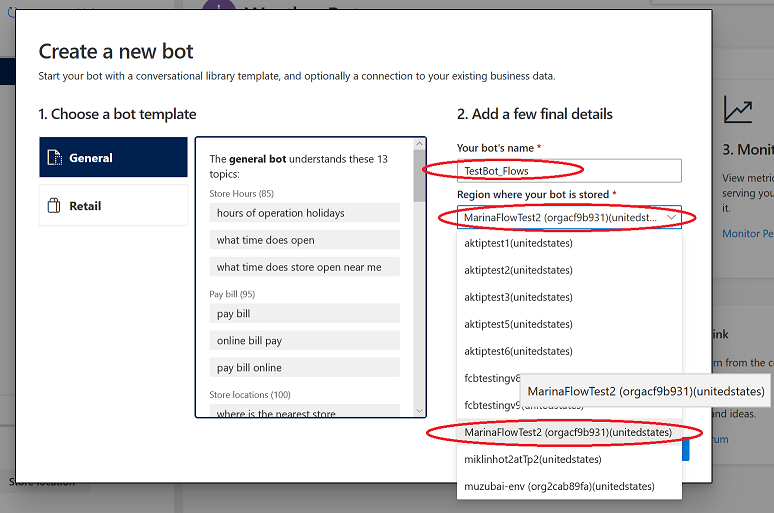 Create a new bot
Start your bot with a conversational library template, and optionally a connection to your existing business data.
1. Choose a bot template
General
Retail
The general bot understands these 13
topics:
Store Hours (85)
hours of operation holidays
what time does open
what time does store open near me
Pay bill (95)
pay bill
online bill pay
pay bill online
Store locations (100)
where is the nearest store
2. Add a few final details
Your bot's name *
TestBot_Flows
Region where your bot is stored *
MarinaFlowTest2 (orgacf9b931)(unitedst...
aktiptest1(unitedstates)
aktiptest2(unitedstates)
aktiptest3(unitedstates)
aktiptest5(unitedstates)
aktiptest6(unitedstates)
fcbtestingv8
fcbtestingv9(unitedstates)
MarinaFlowTest2 (orgacf9b931)(unitedstates)
MarinaFlowTest2 (orgacf9b931)(unitedstates)
miklinhot2atTp2(unitedstates)
muzubai-env (org2cab89fa)(unitedstates)
3. Monit
View metric
serving you
it.
Monitor Pe
ink
rn from the co
and ideas.
rum
Store location